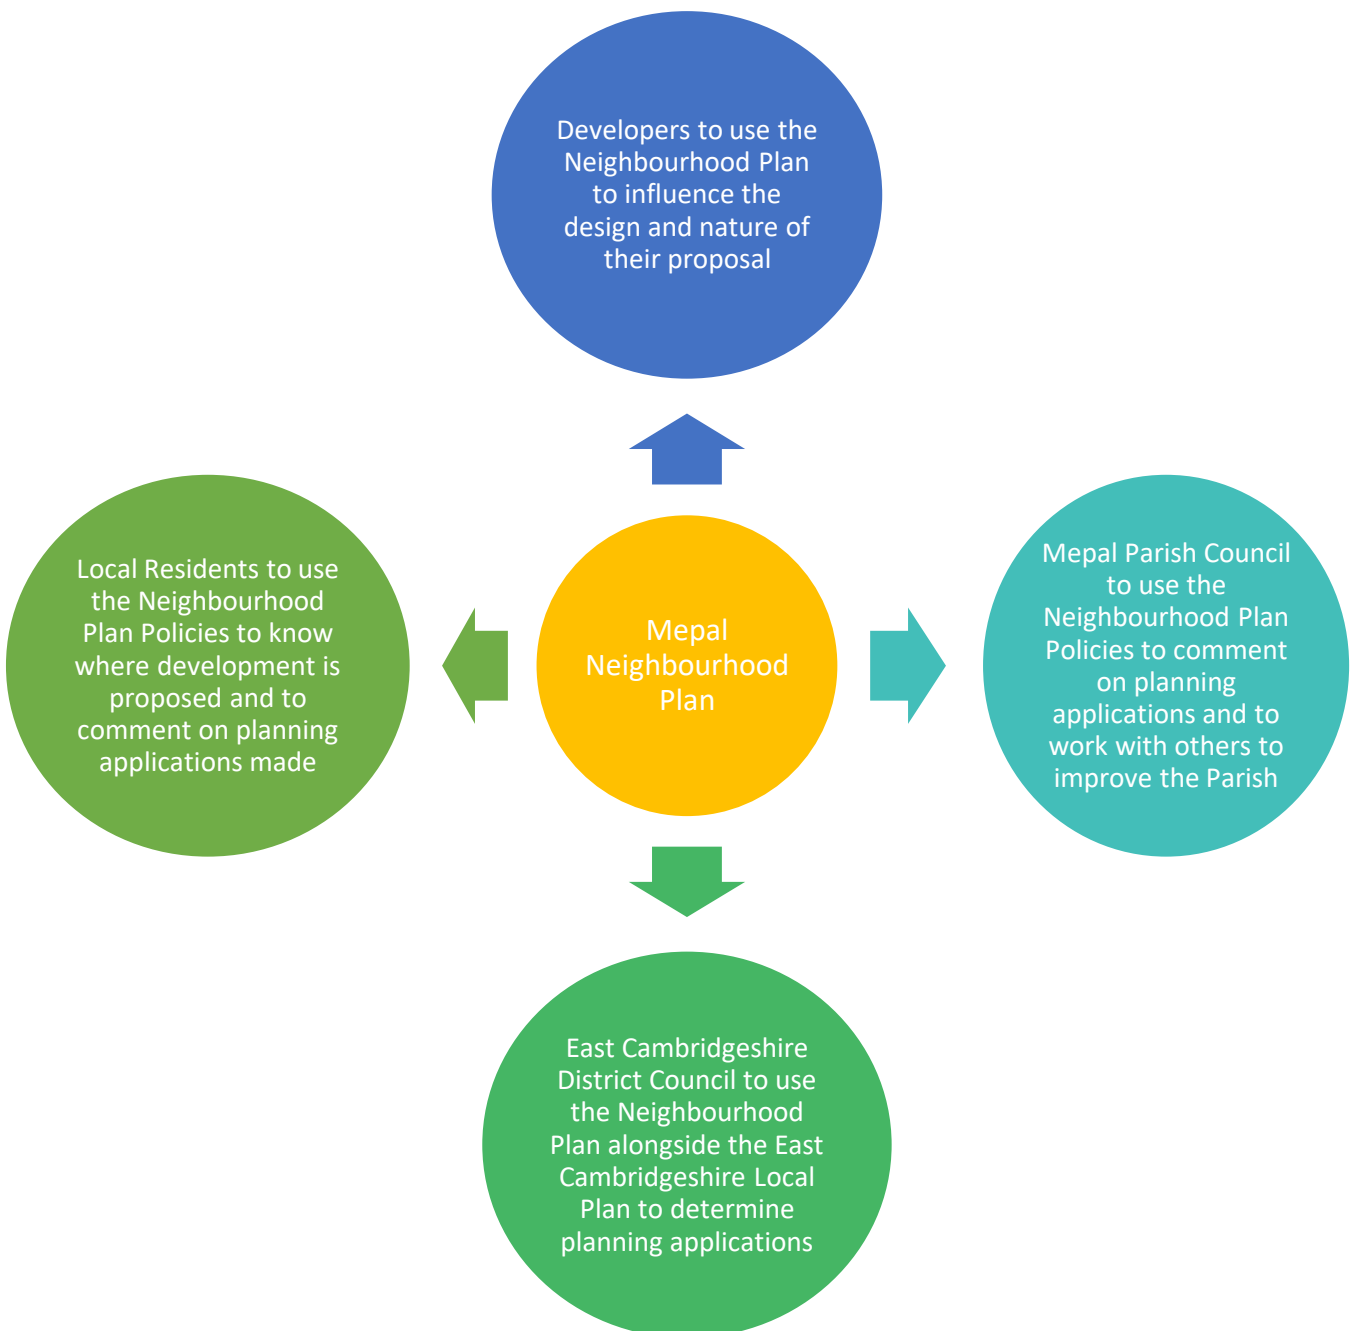 Developers to use the
Neighbourhood Plan
to influence the
design and nature of
their proposal
Local Residents to use
the Neighbourhood
Plan Policies to know
where development is
proposed and to
comment on planning
applications made
Mepal
Neighbourhood
Plan
Mepal Parish Council
to use the
Neighbourhood Plan
Policies to comment
on planning
applications and to
work with others to
improve the Parish
East Cambridgeshire
District Council to use
the Neighbourhood
Plan alongside the East
Cambridgeshire Local
Plan to determine
planning applications